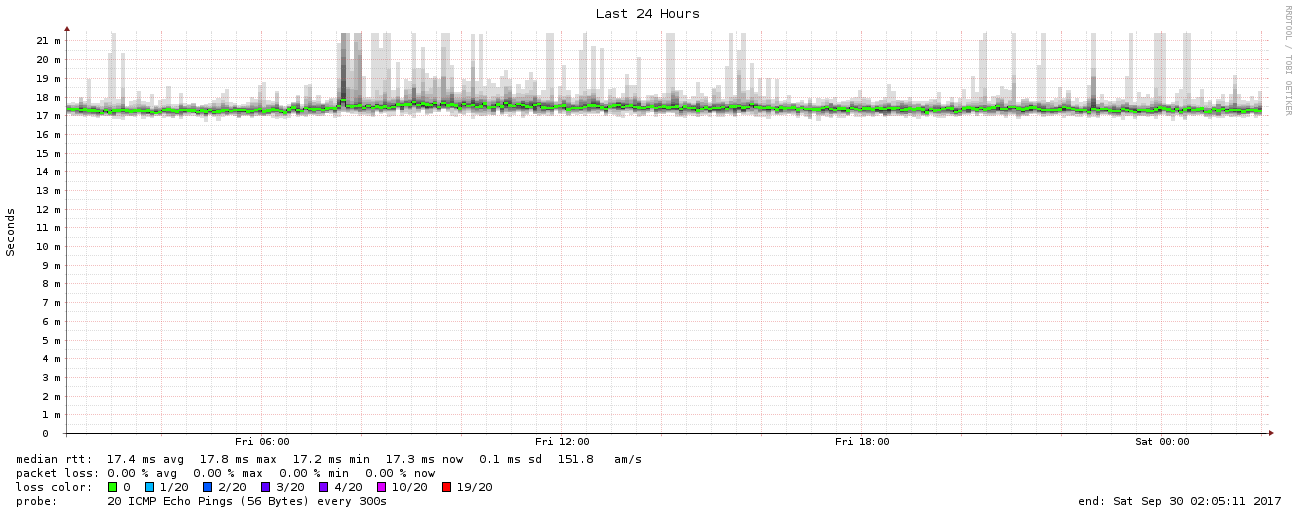 Last 24 Hours
RRDTOOL / TOBI OETIKER
Seconds
21 m
20 m
19 m
18 m
17 m
16 m
15 m
14 m
13 m
12 m
11 m
10 m
9 m
8 m
7 m
6 m
5 m
4 m
3 m
2 m
1 m
0
Fri 06:00 Fri 12:00 Fri 18:00 Sat 00:00
median rtt: 17.4 ms avg 17.8 ms max 17.2 ms min 17.3 ms now 0.1 ms sd 151.8 am/s
packet loss: 0.00 % avg 0.00 % max 0.00 % min 0.00 % now
loss color: 0 1/20 2/20 3/20 4/20 10/20 19/20
probe: 20 ICMP Echo Pings (56 Bytes) every 300s end: Sat Sep 30 02:05:11 2017